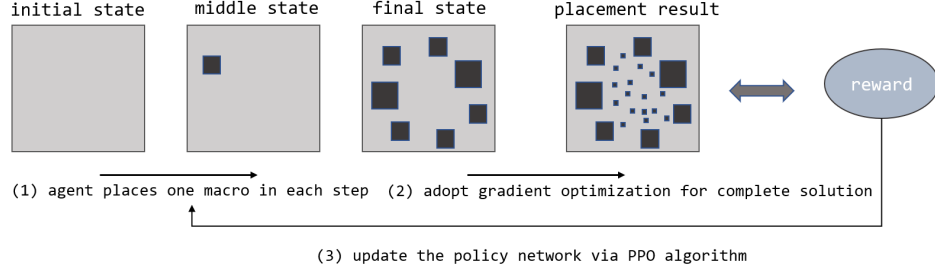 initial state
middle state
final state
placement result
reward
(1) agent places one macro in each step
(2) adopt gradient optimization for complete solution
(3) update the policy network via PPO algorithm